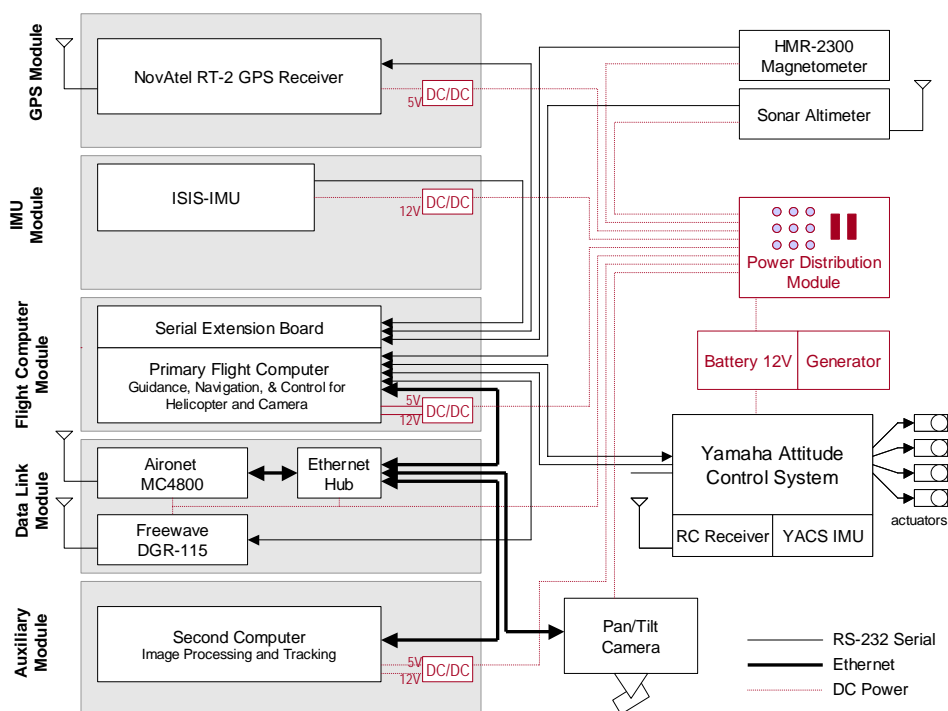 GPS Module
NovAtel RT-2 GPS Receiver
5V
DC/DC
HMR-2300
Magnetometer
Sonar Altimeter
IMU
Module
ISIS-IMU
12V
DC/DC
Power Distribution
Module
Flight Computer
Module
Serial Extension Board
Primary Flight Computer
Guidance, Navigation, & Control for
Helicopter and Camera
5V
12V
DC/DC
Battery 12V
Generator
Data Link
Module
Aironet
MC4800
Ethernet
Hub
Freewave
DGR-115
Yamaha Attitude
Control System
RC Receiver
YACS IMU
actuators
Auxiliary
Module
Second Computer
Image Processing and Tracking
5V
12V
DC/DC
Pan/Tilt
Camera
RS-232 Serial
Ethernet
DC Power